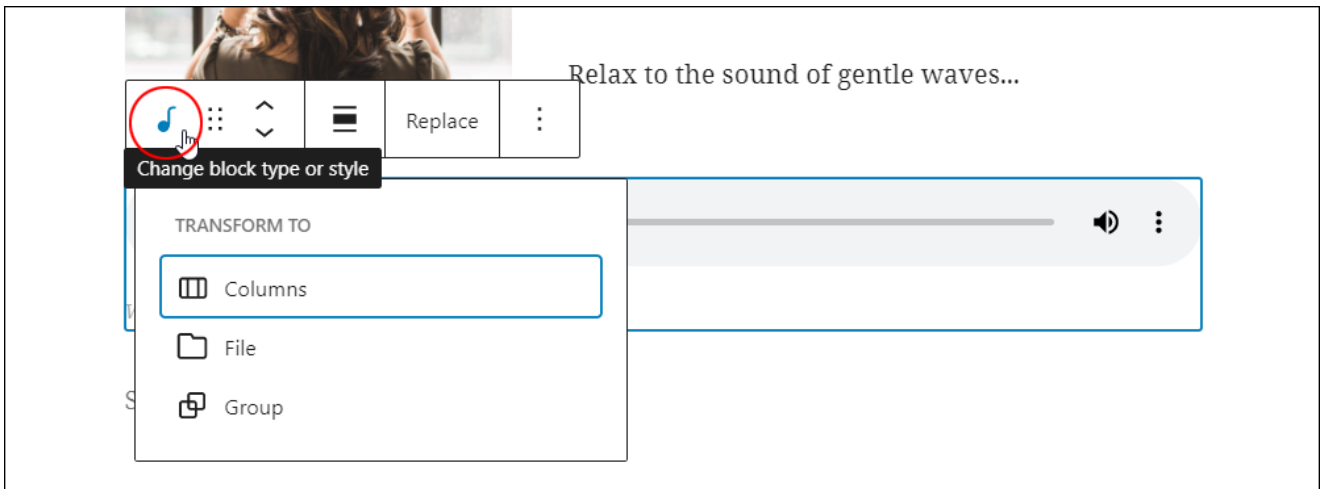 Relax to the sound of gentle waves...
Replace
Change block type or style
TRANSFORM TO
Columns
File
Group